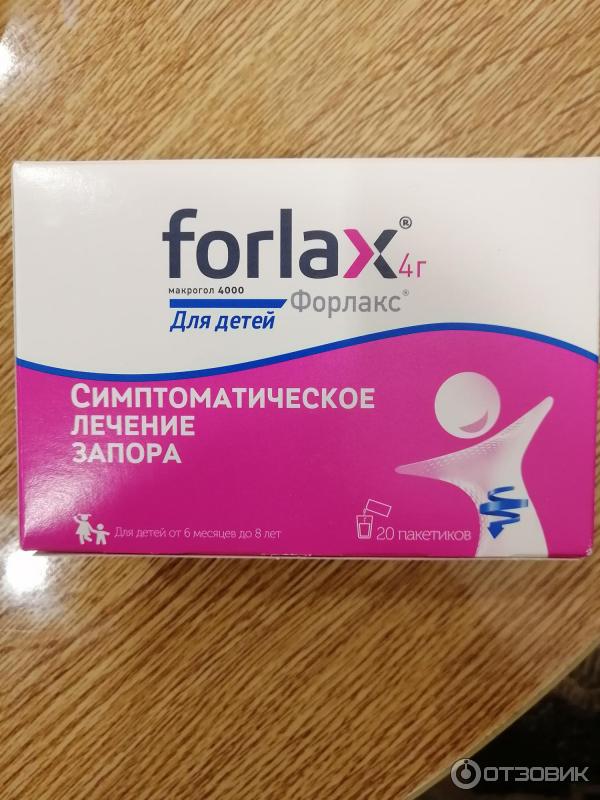 forlax®
4г
макрогол 4000
Форлакс®
Для детей
Симптоматическое
лечение
запора
Для детей от 6 месяцев до 8 лет
20 пакетиков
ОТЗОВИК